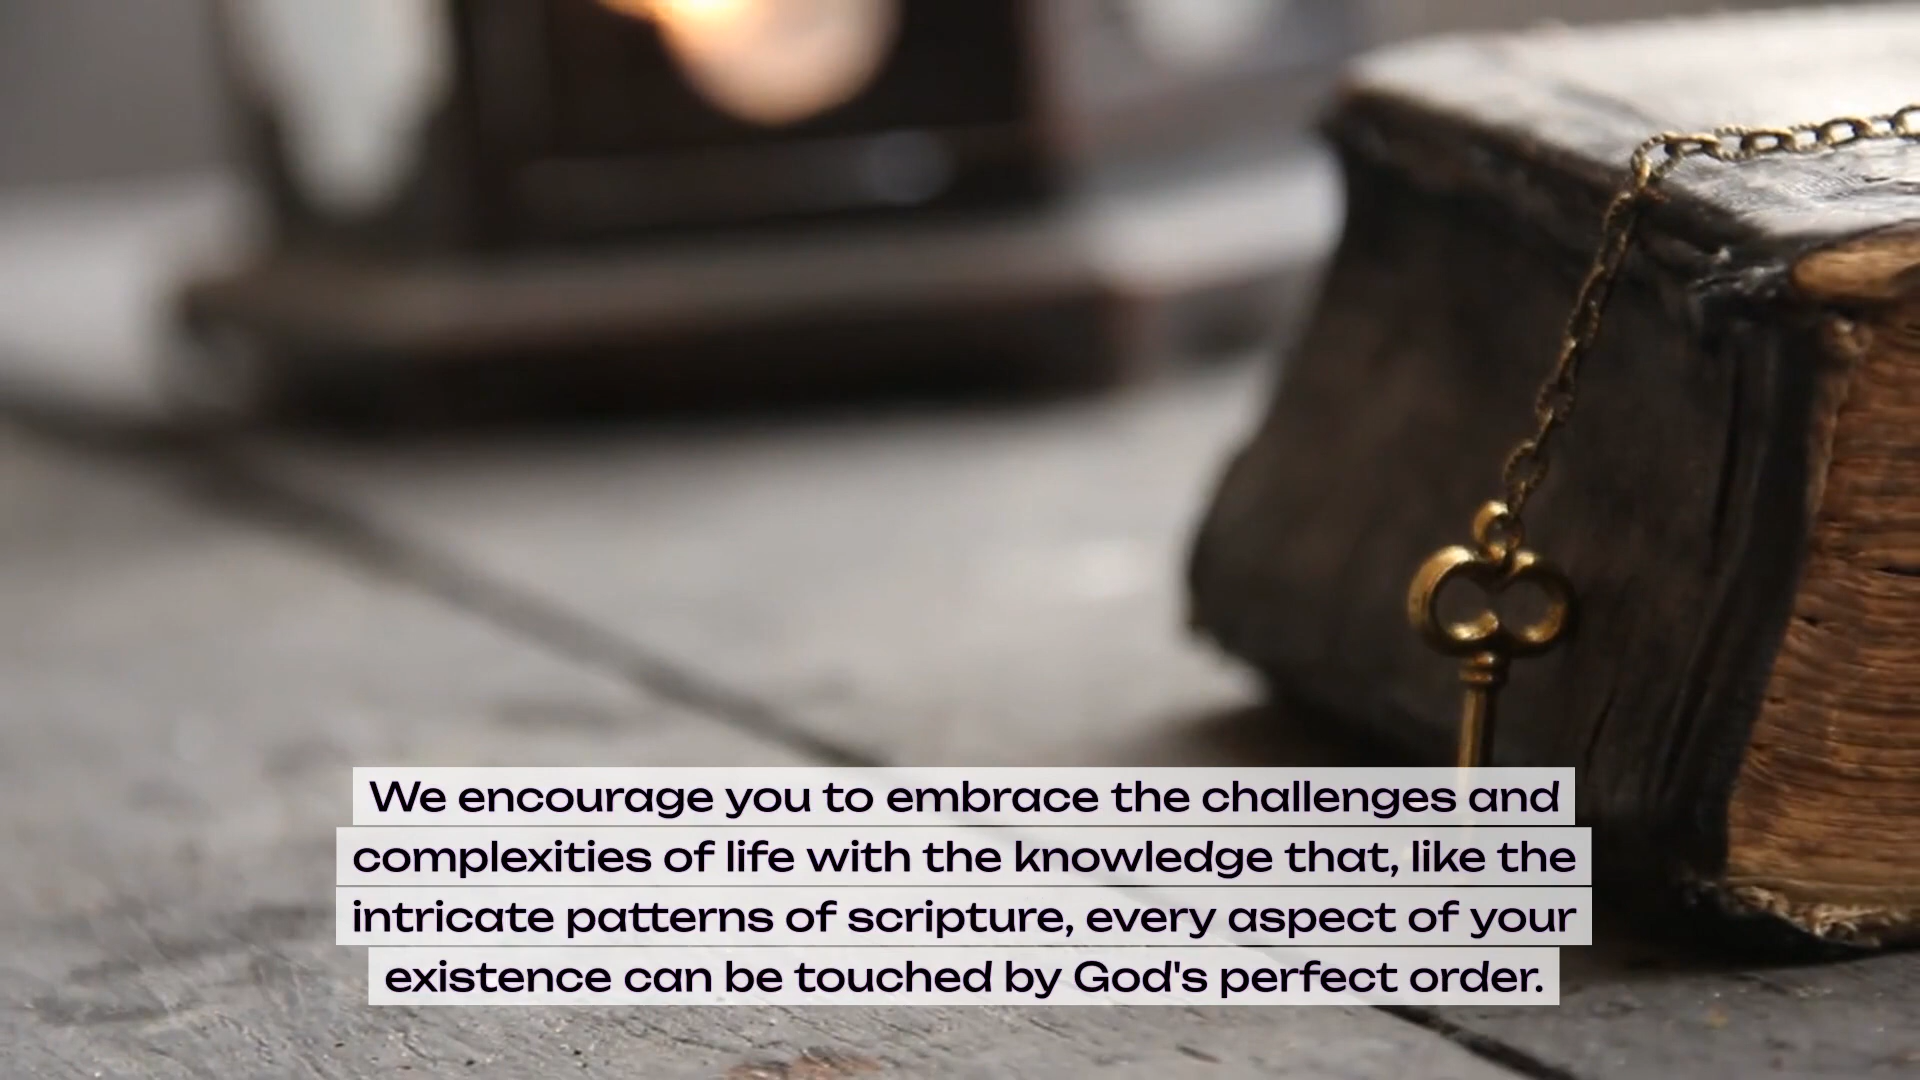 We encourage you to embrace the challenges and
complexities of life with the knowledge that, like the
intricate patterns of scripture, every aspect of your
existence can be touched by God's perfect order.